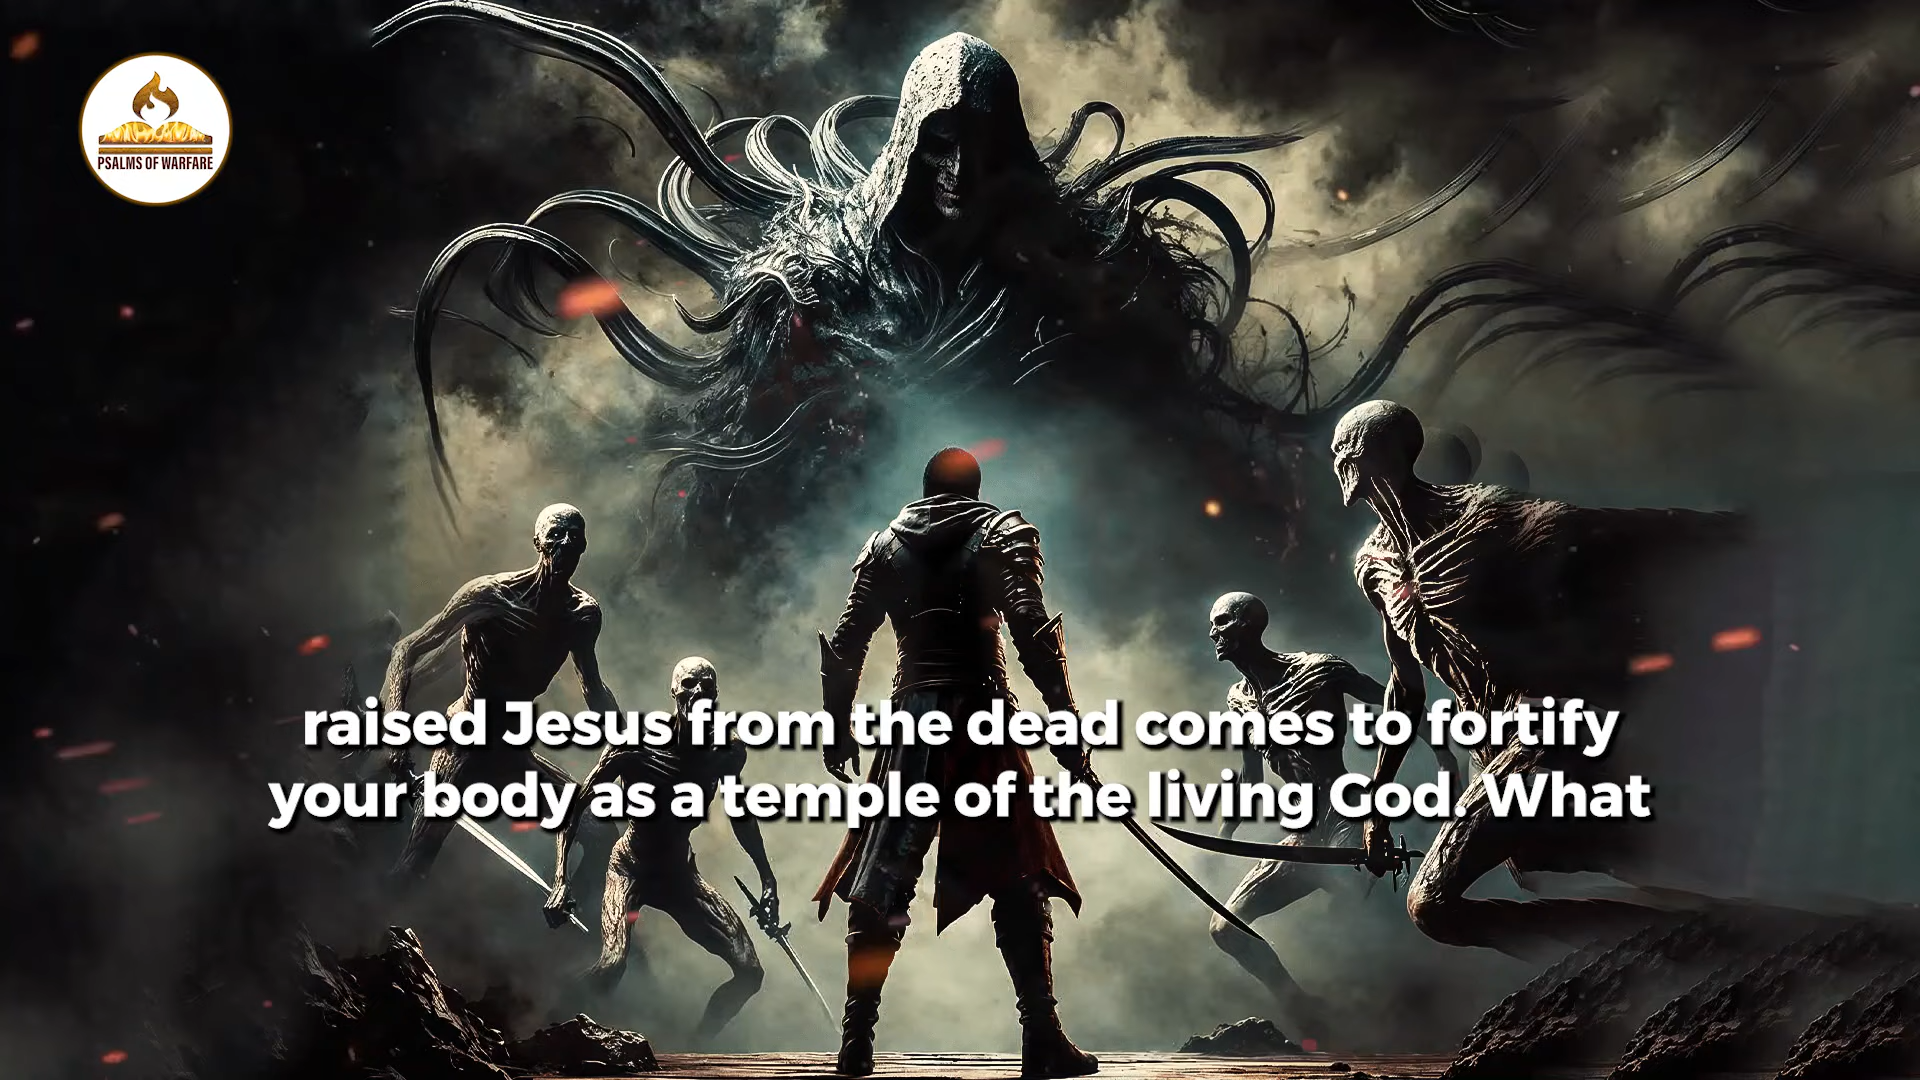 PSALMS OF WARFARE
raised Jesus from the dead comes to fortify
your body as a temple of the living God. What